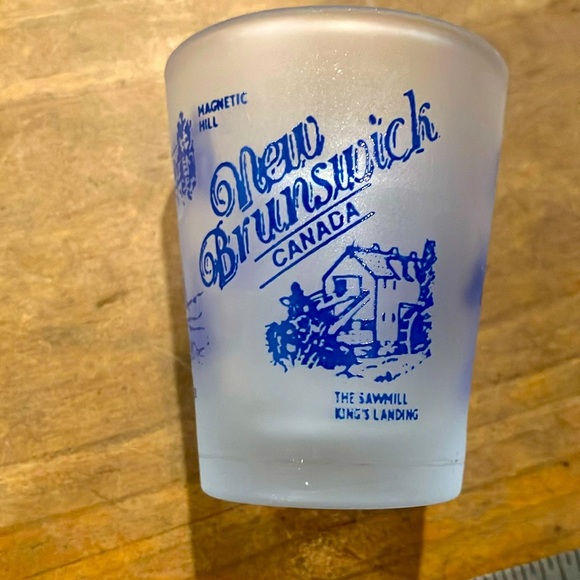 MAGNETIC
HILL
New
Brunswick
CANADA
THE SAWMILL
KING'S LANDING